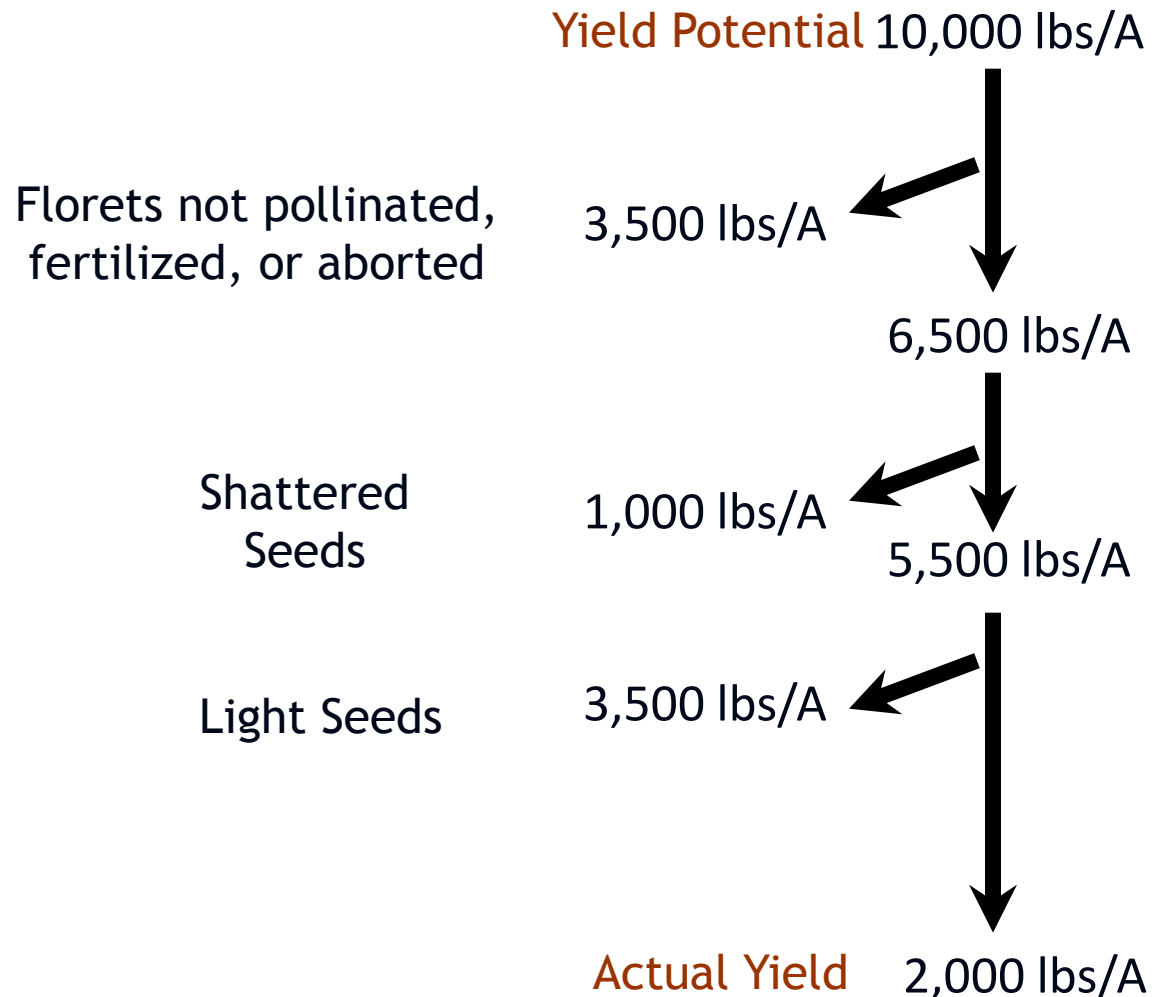 Yield Potential 10,000 lbs/A
Florets not pollinated,
fertilized, or aborted
3,500 lbs/A
6,500 lbs/A
Shattered
Seeds
1,000 lbs/A
5,500 lbs/A
Light Seeds
3,500 lbs/A
Actual Yield 2,000 lbs/A